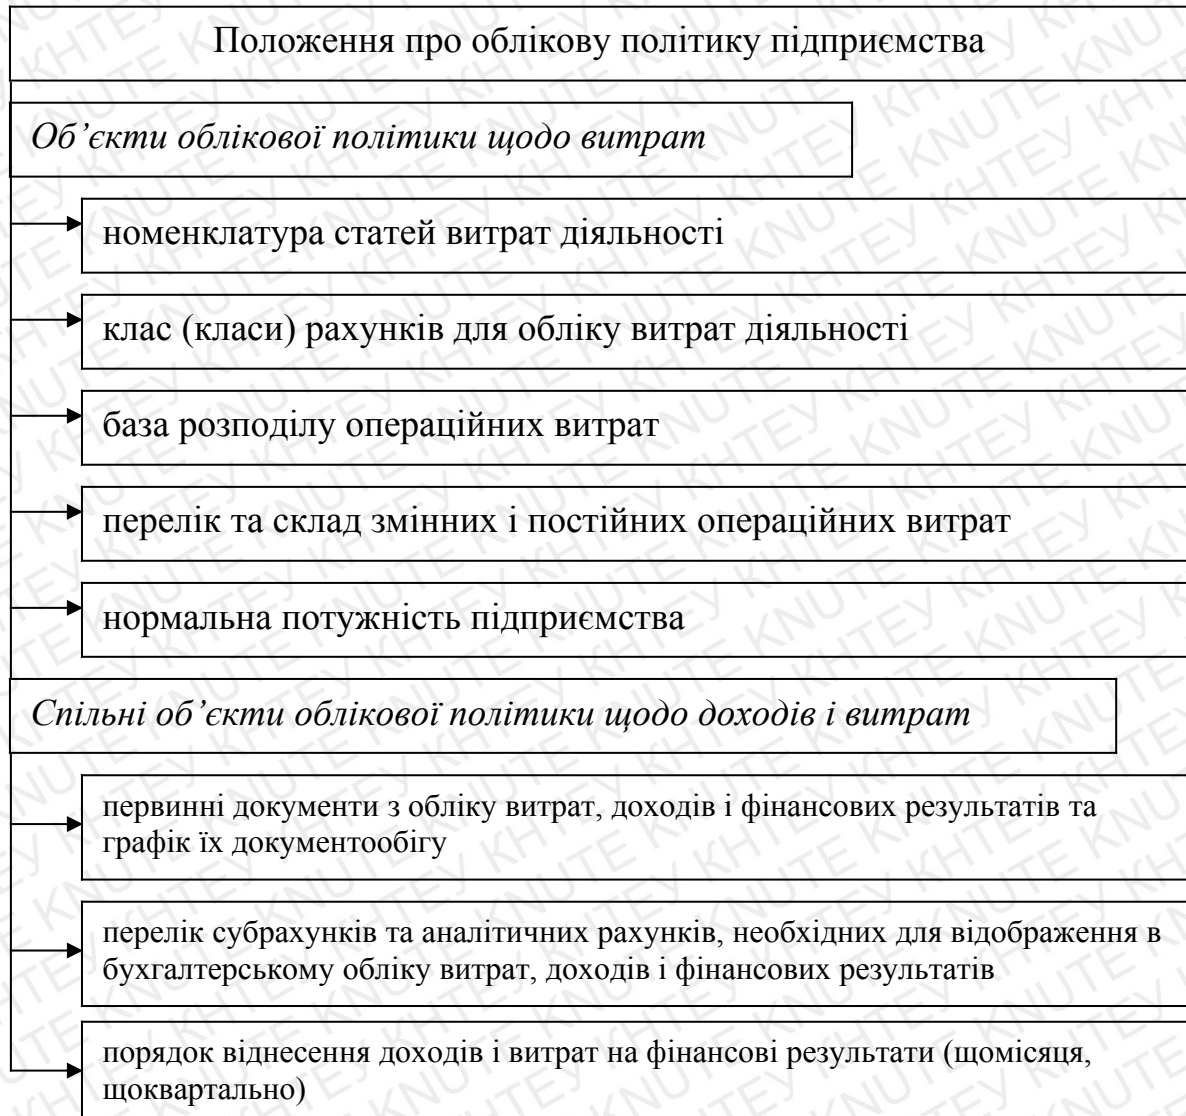 Положення про облікову політику підприємства
Об’єкти облікової політики щодо витрат
номенклатура статей витрат діяльності
клас (класи) рахунків для обліку витрат діяльності
база розподілу операційних витрат
перелік та склад змінних і постійних операційних витрат
нормальна потужність підприємства
Спільні об’єкти облікової політики щодо доходів і витрат
первинні документи з обліку витрат, доходів і фінансових результатів та
графік їх документообігу
перелік субрахунків та аналітичних рахунків, необхідних для відображення в
бухгалтерському обліку витрат, доходів і фінансових результатів
порядок віднесення доходів і витрат на фінансові результати (щомісяця,
щоквартально)